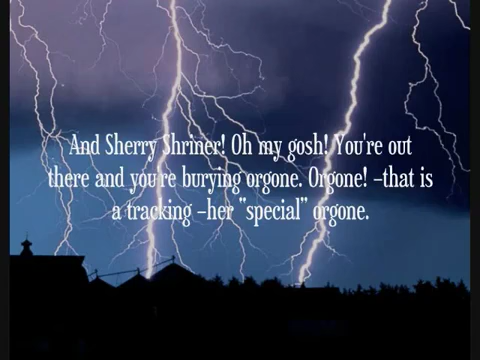 And Sherry Shriner! Oh my gosh! You're out
there and you're burying orgone. Orgone! –that is
a tracking –her "special" orgone.